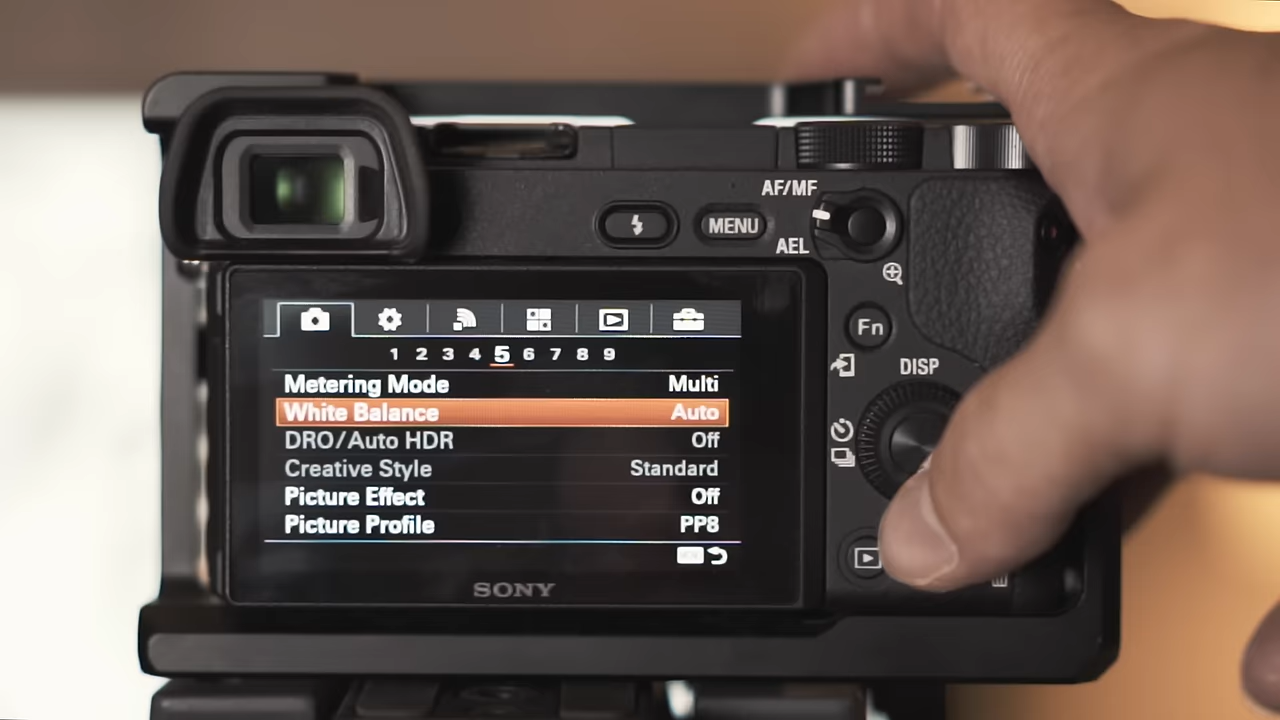 AF/MF
MENU
AEL
Fn
DISP
1 2 3 4 5 6 7 8 9
Metering Mode Multi
White Balance Auto
DRO/Auto HDR Off
Creative Style Standard
Picture Effect Off
Picture Profile PP8
SONY